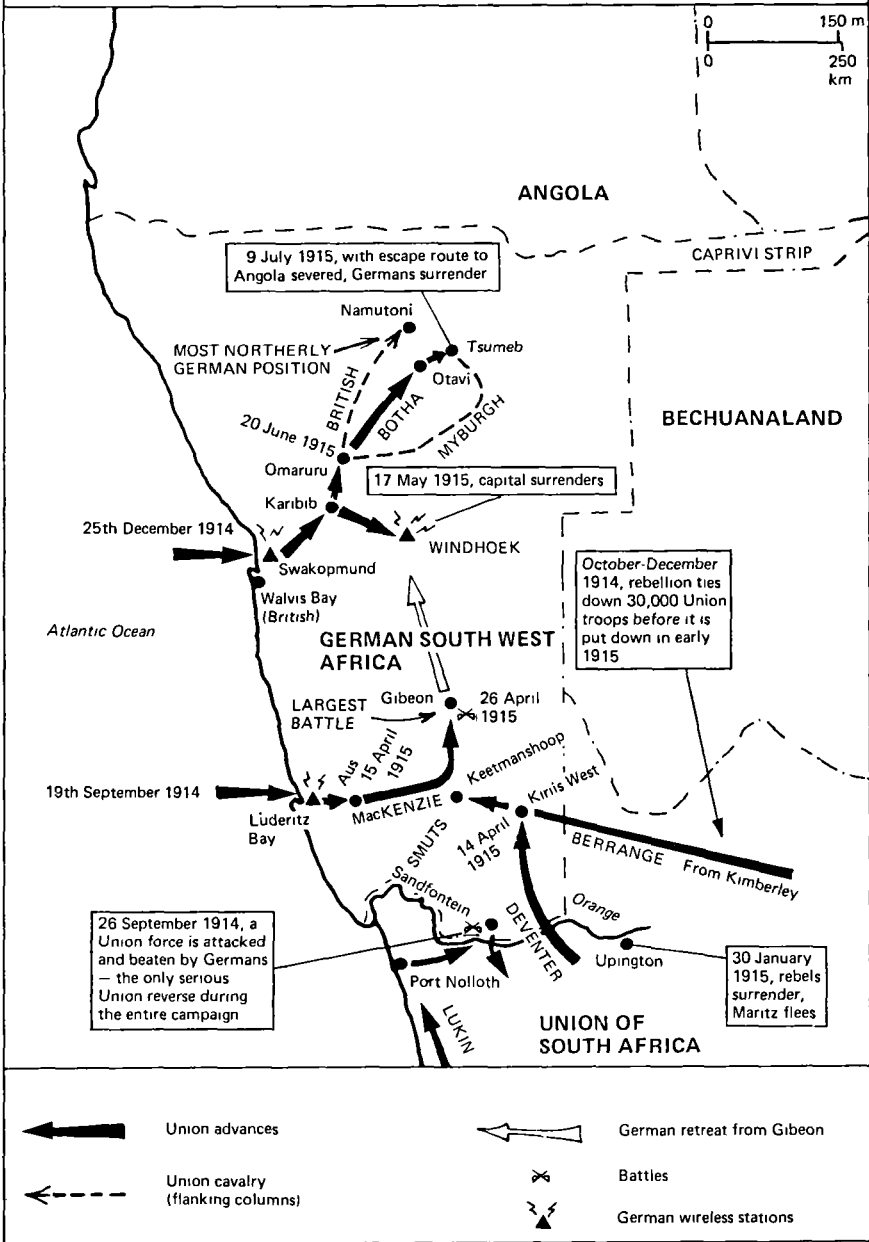 0 150 m
0 250
km
ANGOLA
CAPRIVI STRIP
9 July 1915, with escape route to
Angola severed, Germans surrender
Namutoni
MOST NORTHERLY
GERMAN POSITION
Tsumeb
Otavi
BRITISH
BOTHA
MYBURGH
BECHUANALAND
20 June 1915
Omaruru
17 May 1915, capital surrenders
Karibib
25th December 1914
WINDHOEK
Swakopmund
Walvis Bay
(British)
October-December
1914, rebellion ties
down 30,000 Union
troops before it is
put down in early
1915
Atlantic Ocean
GERMAN SOUTH WEST
AFRICA
LARGEST
BATTLE
Gibeon
26 April
1915
Aus
15 April
1915
Keetmanshoop
19th September 1914
Kiriis West
Lüderitz
Bay
MacKENZIE
SMUTS
14 April
1915
BERRANGE
From Kimberley
Sandfontein
Orange
DEVENTER
Upington
26 September 1914, a
Union force is attacked
and beaten by Germans
– the only serious
Union reverse during
the entire campaign
Port Nolloth
30 January
1915, rebels
surrender,
Maritz flees
LUKIN
UNION OF
SOUTH AFRICA
Union advances
German retreat from Gibeon
Union cavalry
(flanking columns)
Battles
German wireless stations